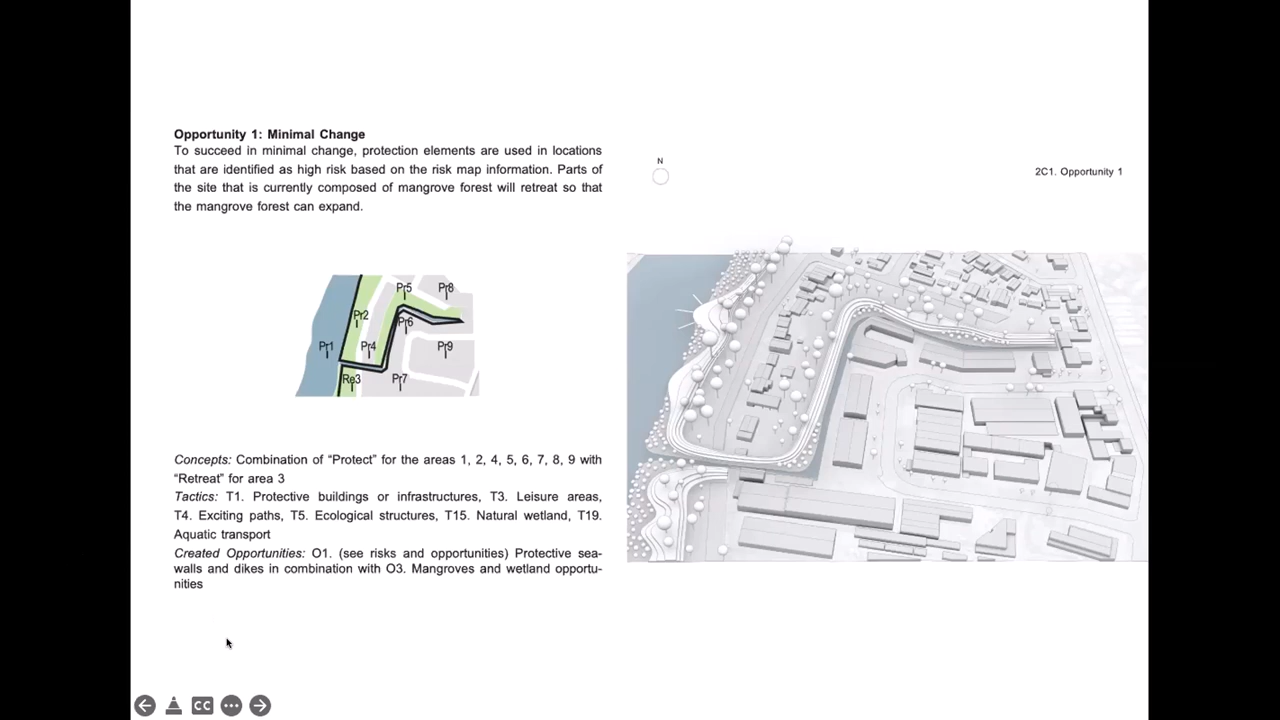 Opportunity 1: Minimal Change
To succeed in minimal change, protection elements are used in locations
that are identified as high risk based on the risk map information. Parts of
the site that is currently composed of mangrove forest will retreat so that
the mangrove forest can expand.
N
2C1. Opportunity 1
Pr5
Pr8
Pr2
Pr6
Pr1
Pr4
Pr9
Re3
Pr7
Concepts: Combination of “Protect” for the areas 1, 2, 4, 5, 6, 7, 8, 9 with
“Retreat” for area 3
Tactics: T1. Protective buildings or infrastructures, T3. Leisure areas,
T4. Exciting paths, T5. Ecological structures, T15. Natural wetland, T19.
Aquatic transport
Created Opportunities: O1. (see risks and opportunities) Protective sea-
walls and dikes in combination with O3. Mangroves and wetland opportu-
nities
CC